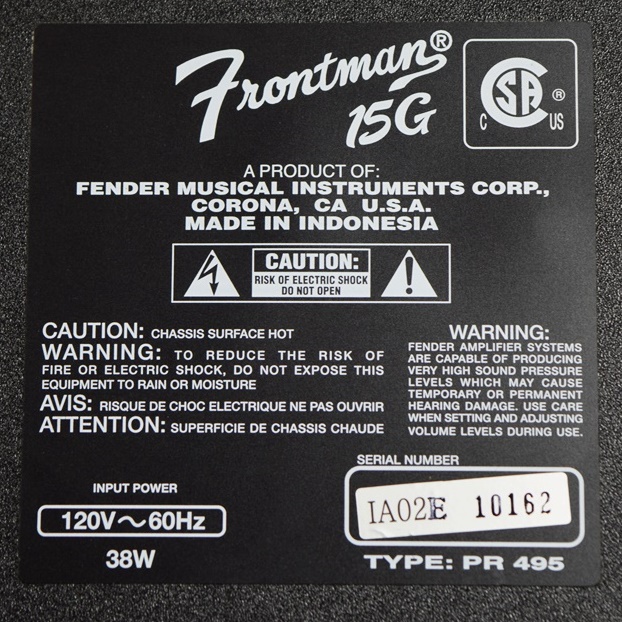 Frontman®
15G
CSA®
C US
A PRODUCT OF:
FENDER MUSICAL INSTRUMENTS CORP.,
CORONA, CA U.S.A.
MADE IN INDONESIA
CAUTION:
RISK OF ELECTRIC SHOCK
DO NOT OPEN
!
CAUTION: CHASSIS SURFACE HOT
WARNING: TO REDUCE THE RISK OF
FIRE OR ELECTRIC SHOCK, DO NOT EXPOSE THIS
EQUIPMENT TO RAIN OR MOISTURE
AVIS: RISQUE DE CHOC ELECTRIQUE NE PAS OUVRIR
ATTENTION: SUPERFICIE DE CHASSIS CHAUDE
WARNING:
FENDER AMPLIFIER SYSTEMS
ARE CAPABLE OF PRODUCING
VERY HIGH SOUND PRESSURE
LEVELS WHICH MAY CAUSE
TEMPORARY OR PERMANENT
HEARING DAMAGE. USE CARE
WHEN SETTING AND ADJUSTING
VOLUME LEVELS DURING USE.
INPUT POWER
120V～60Hz
38W
SERIAL NUMBER
IA02E 10162
TYPE: PR 495